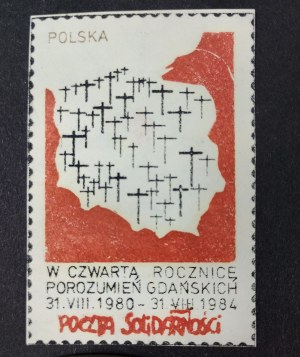 POLSKA
W CZWARTĄ ROCZNICĘ
POROZUMIEŃ GDAŃSKICH
31.VIII.1980 - 31.VIII.1984
POCZTA SOLIDARNOŚCI